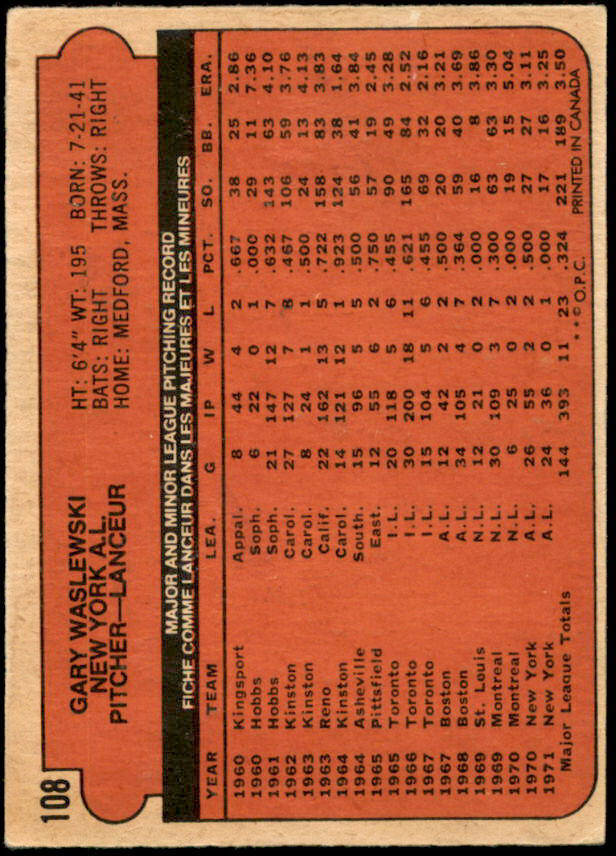 108
GARY WASLEWSKI
NEW YORK A.L.
PITCHER—LANCEUR
HT: 6'4" WT: 195 BORN: 7-21-41
BATS: RIGHT THROWS: RIGHT
HOME: MEDFORD, MASS.
MAJOR AND MINOR LEAGUE PITCHING RECORD
FICHE COMME LANCEUR DANS LES MAJEURES ET LES MINEURES
YEAR TEAM LEA. G IP W L PCT. SO. BB. ERA.
1960 Kingsport Appal. 8 44 4 2 .667 38 25 2.86
1960 Hobbs Soph. 6 22 0 1 .000 29 11 7.36
1961 Hobbs Soph. 21 147 12 7 .632 143 63 4.10
1962 Kinston Carol. 27 127 7 8 .467 106 59 3.76
1963 Kinston Carol. 8 24 1 1 .500 24 13 4.13
1963 Reno Calif. 22 162 13 5 .722 158 83 3.83
1964 Kinston Carol. 14 121 12 1 .923 124 38 1.64
1964 Asheville South. 15 96 5 5 .500 56 41 3.84
1965 Pittsfield East. 12 55 6 2 .750 57 19 2.45
1965 Toronto I.L. 20 118 5 6 .455 90 49 3.28
1966 Toronto I.L. 30 200 18 11 .621 165 84 2.52
1967 Toronto I.L. 15 104 5 6 .455 69 32 2.16
1967 Boston A.L. 12 42 2 2 .500 20 20 3.21
1968 Boston A.L. 34 105 4 7 .364 59 40 3.69
1969 St. Louis N.L. 12 21 0 2 .000 16 8 3.86
1969 Montreal N.L. 30 109 3 7 .300 63 63 3.30
1970 Montreal N.L. 6 25 0 2 .000 19 15 5.04
1970 New York A.L. 26 55 2 2 .500 27 27 3.11
1971 New York A.L. 24 36 0 1 .000 17 16 3.25
Major League Totals 144 393 11 23 .324 221 189 3.50
**©O.P.C. PRINTED IN CANADA